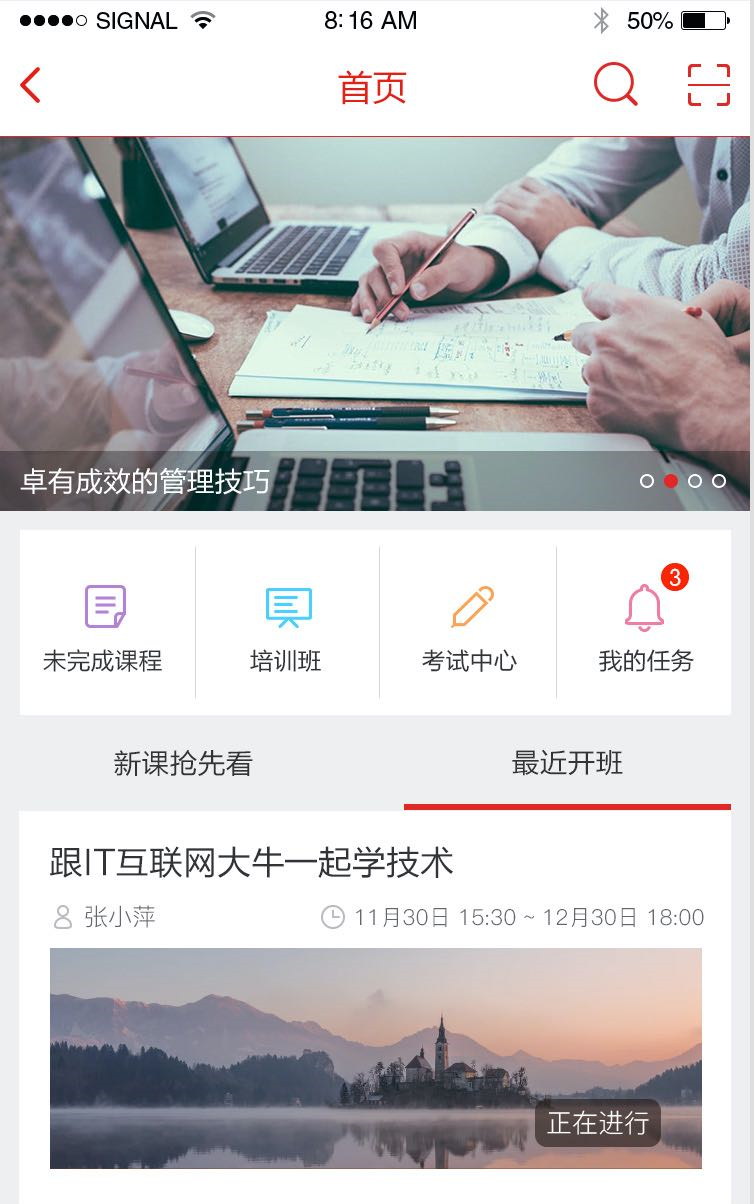 SIGNAL 8:16 AM 50%
首页
卓有成效的管理技巧
3
未完成课程 培训班 考试中心 我的任务
新课抢先看 最近开班
跟IT互联网大牛一起学技术
张小萍 11月30日 15:30 ~ 12月30日 18:00
正在进行